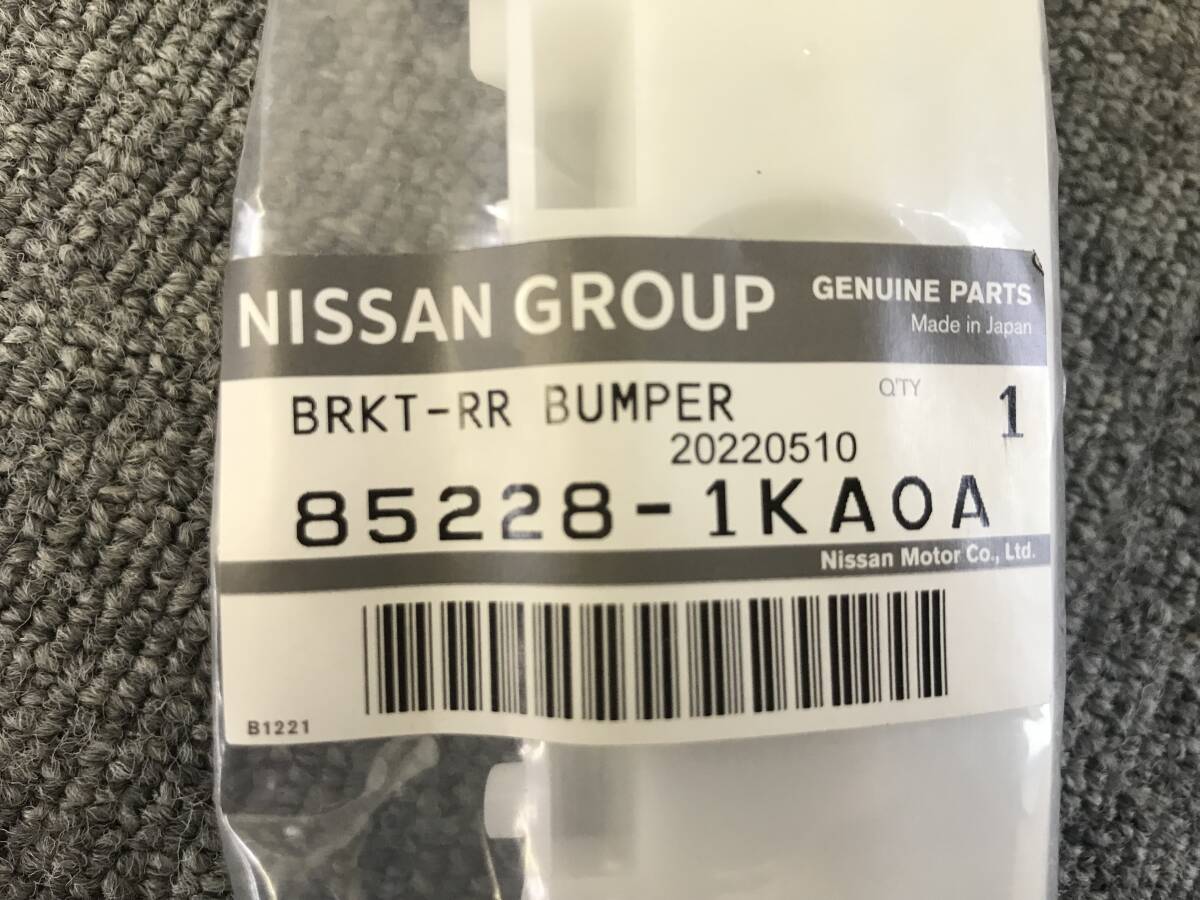 NISSAN GROUP
GENUINE PARTS
Made in Japan
BRKT-RR BUMPER
Q'TY 1
20220510
85228-1KA0A
Nissan Motor Co., Ltd.
B1221